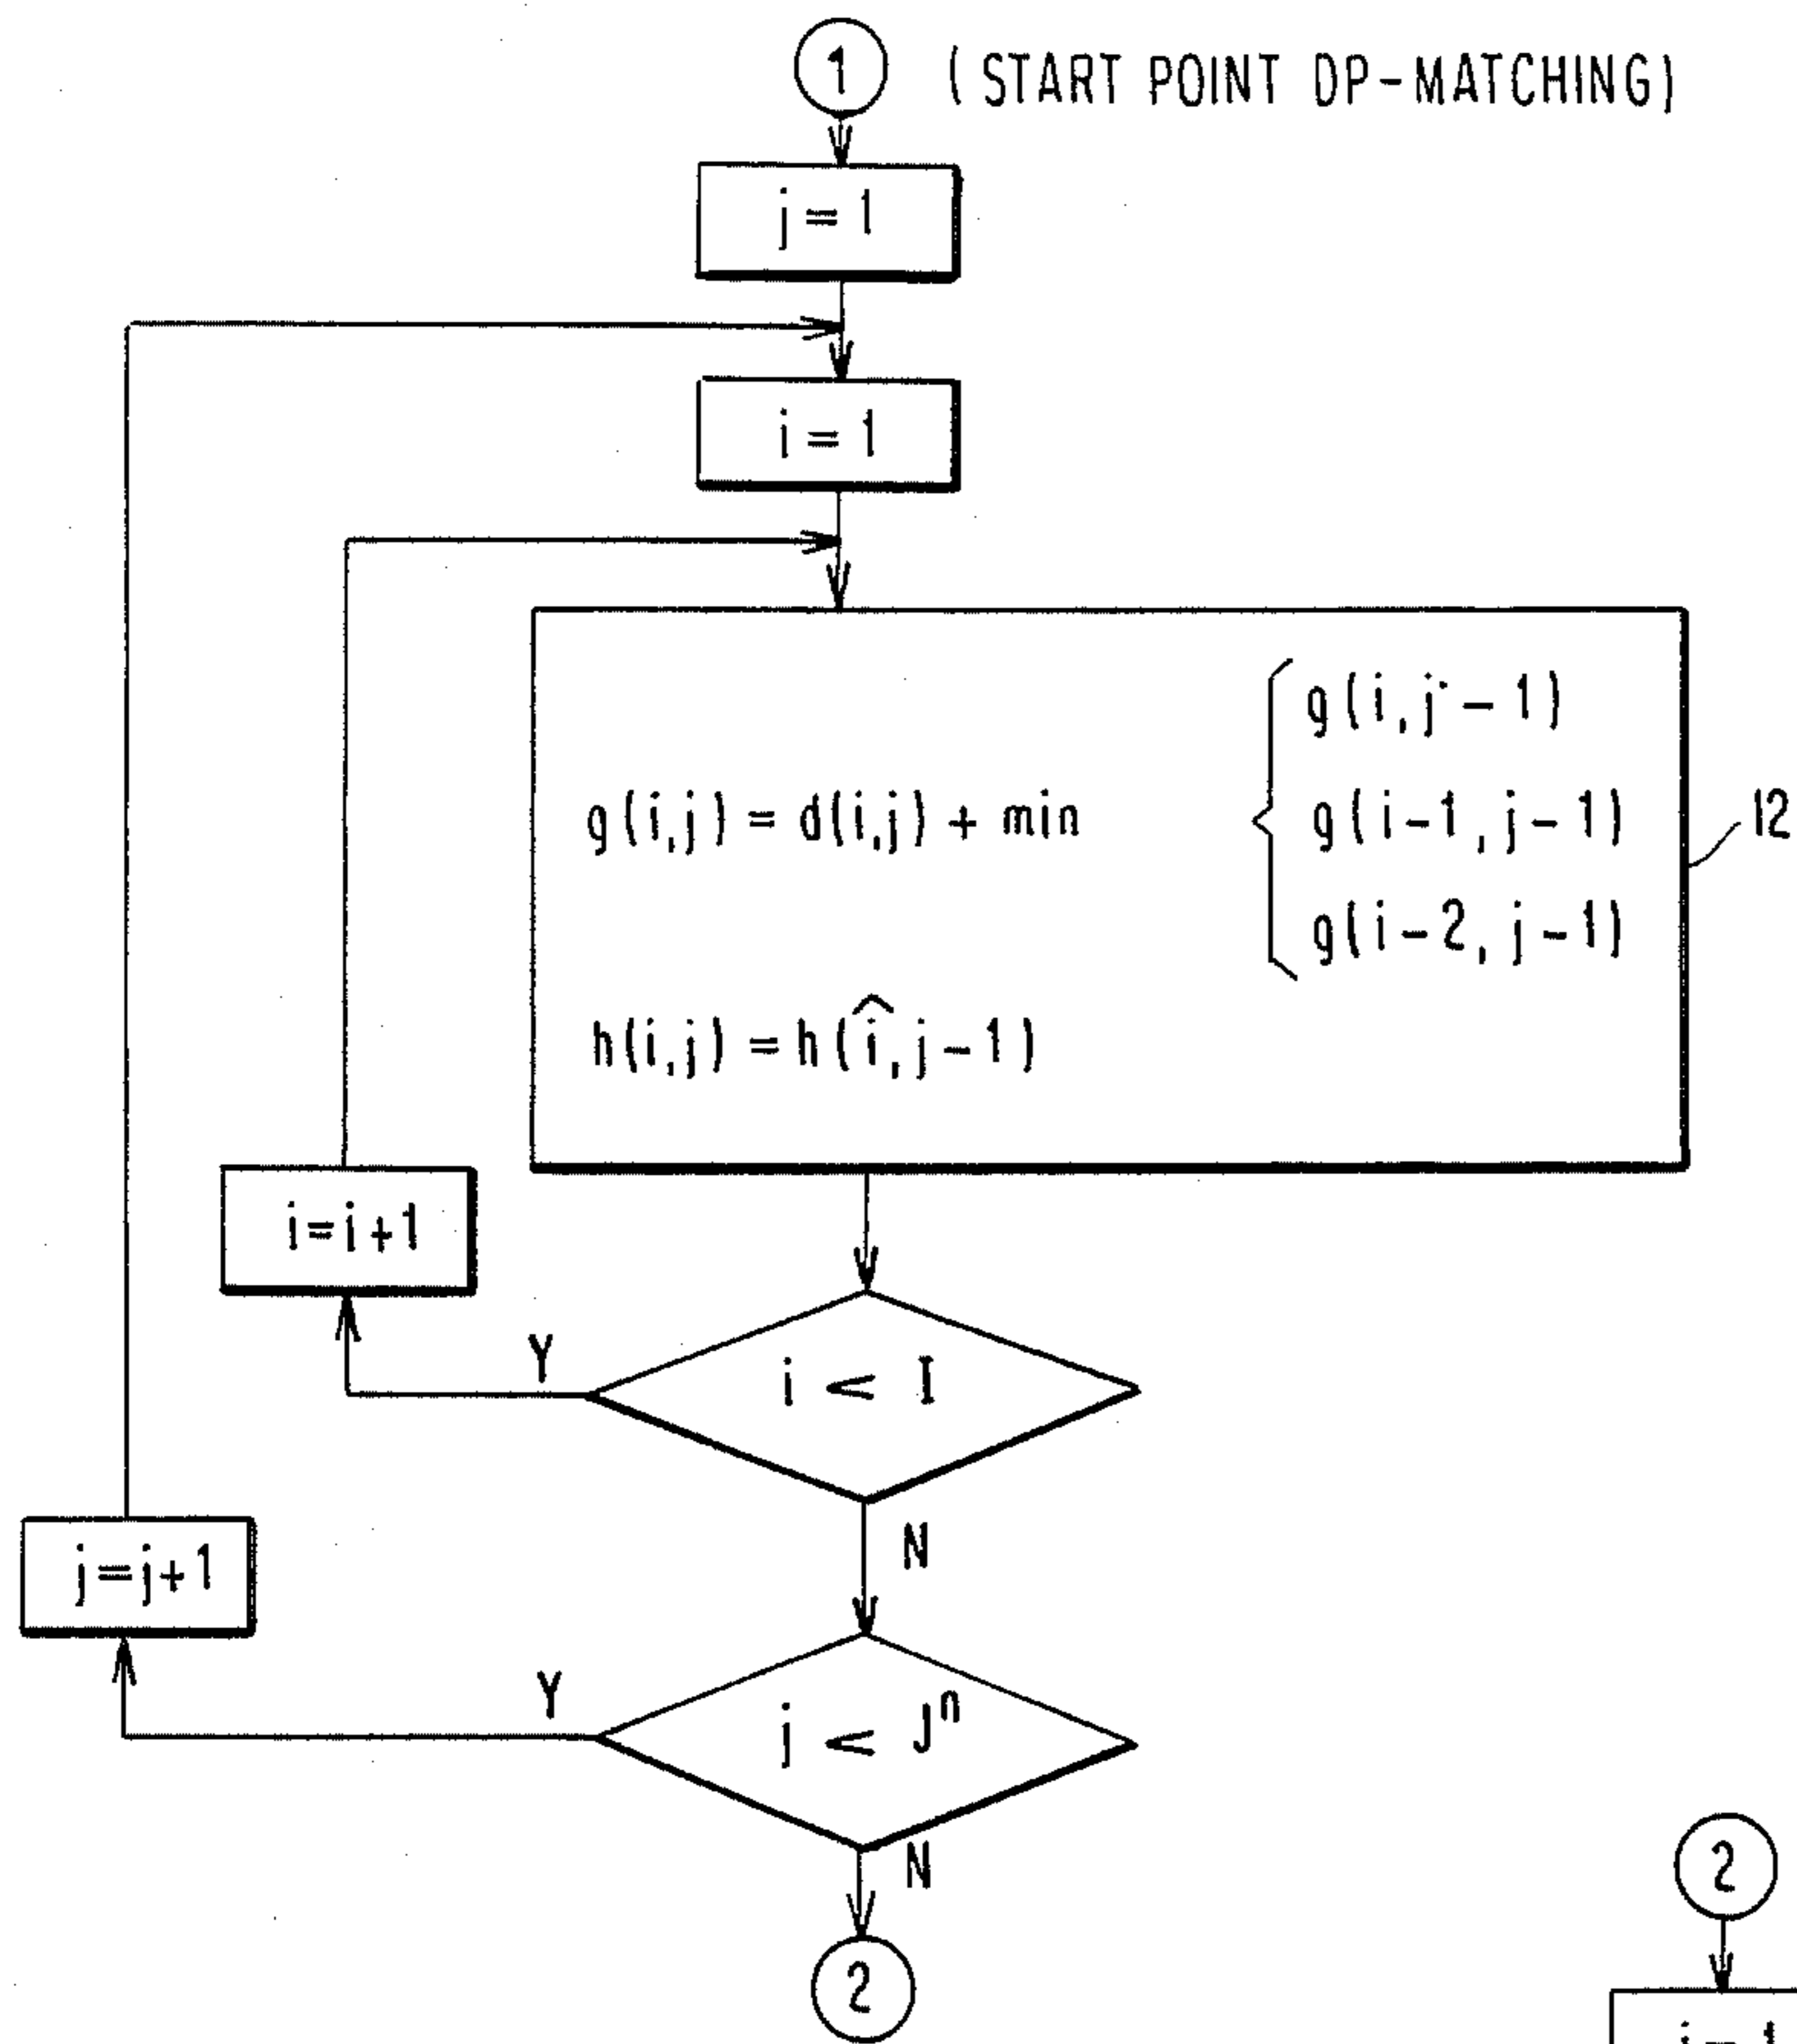 1 (START POINT DP-MATCHING)
j = 1
i = 1
g(i,j-1)
g(i,j) = d(i,j) + min g(i-1,j-1)
12
g(i-2,j-1)
h(i,j) = h(î,j-1)
i=i+1
Y
i < I
N
j=j+1
Y
j < Jⁿ
N
2
2